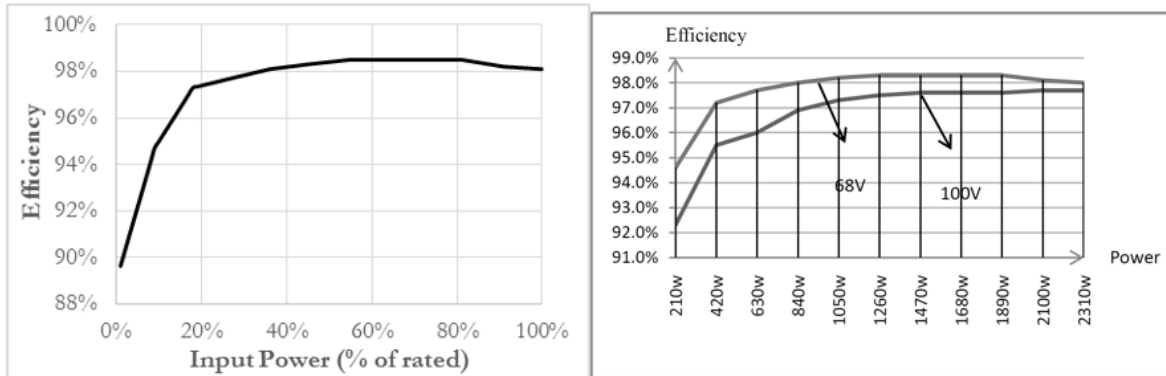 100%
98%
96%
94%
92%
90%
88%
Efficiency
0%
20%
40%
60%
80%
100%
Input Power (% of rated)
Efficiency
99.0%
98.0%
97.0%
96.0%
95.0%
94.0%
93.0%
92.0%
91.0%
68V
100V
Power
210w
420w
630w
840w
1050w
1260w
1470w
1680w
1890w
2100w
2310w